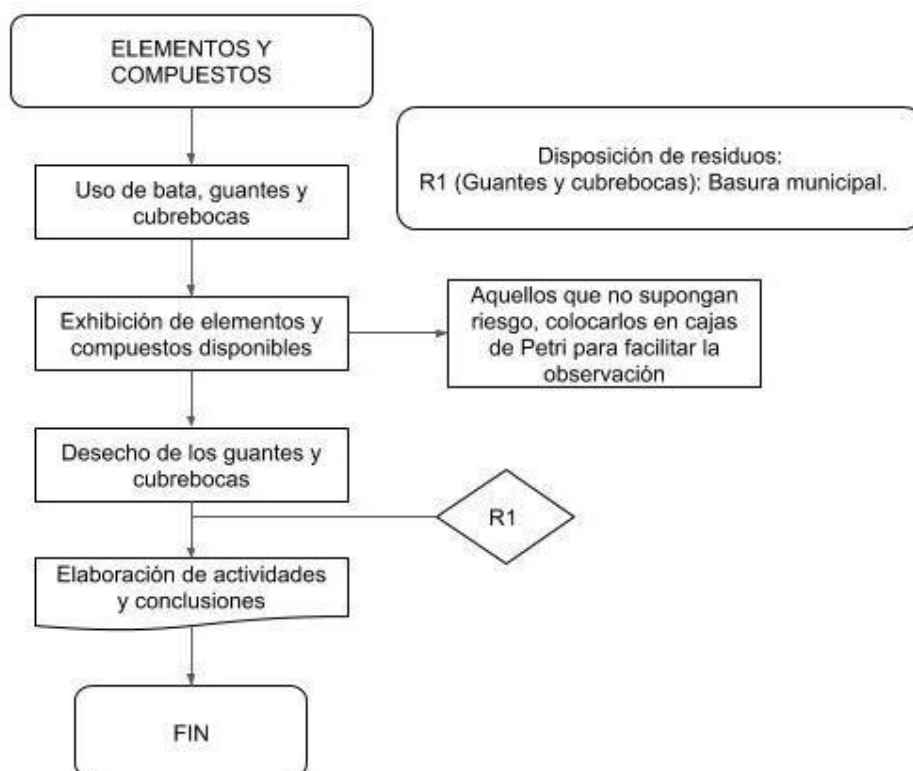 ELEMENTOS Y
COMPUESTOS
Disposición de residuos:
R1 (Guantes y cubrebocas): Basura municipal.
Uso de bata, guantes y
cubrebocas
Exhibición de elementos y
compuestos disponibles
Aquellos que no supongan
riesgo, colocarlos en cajas
de Petri para facilitar la
observación
Desecho de los guantes y
cubrebocas
R1
Elaboración de actividades
y conclusiones
FIN